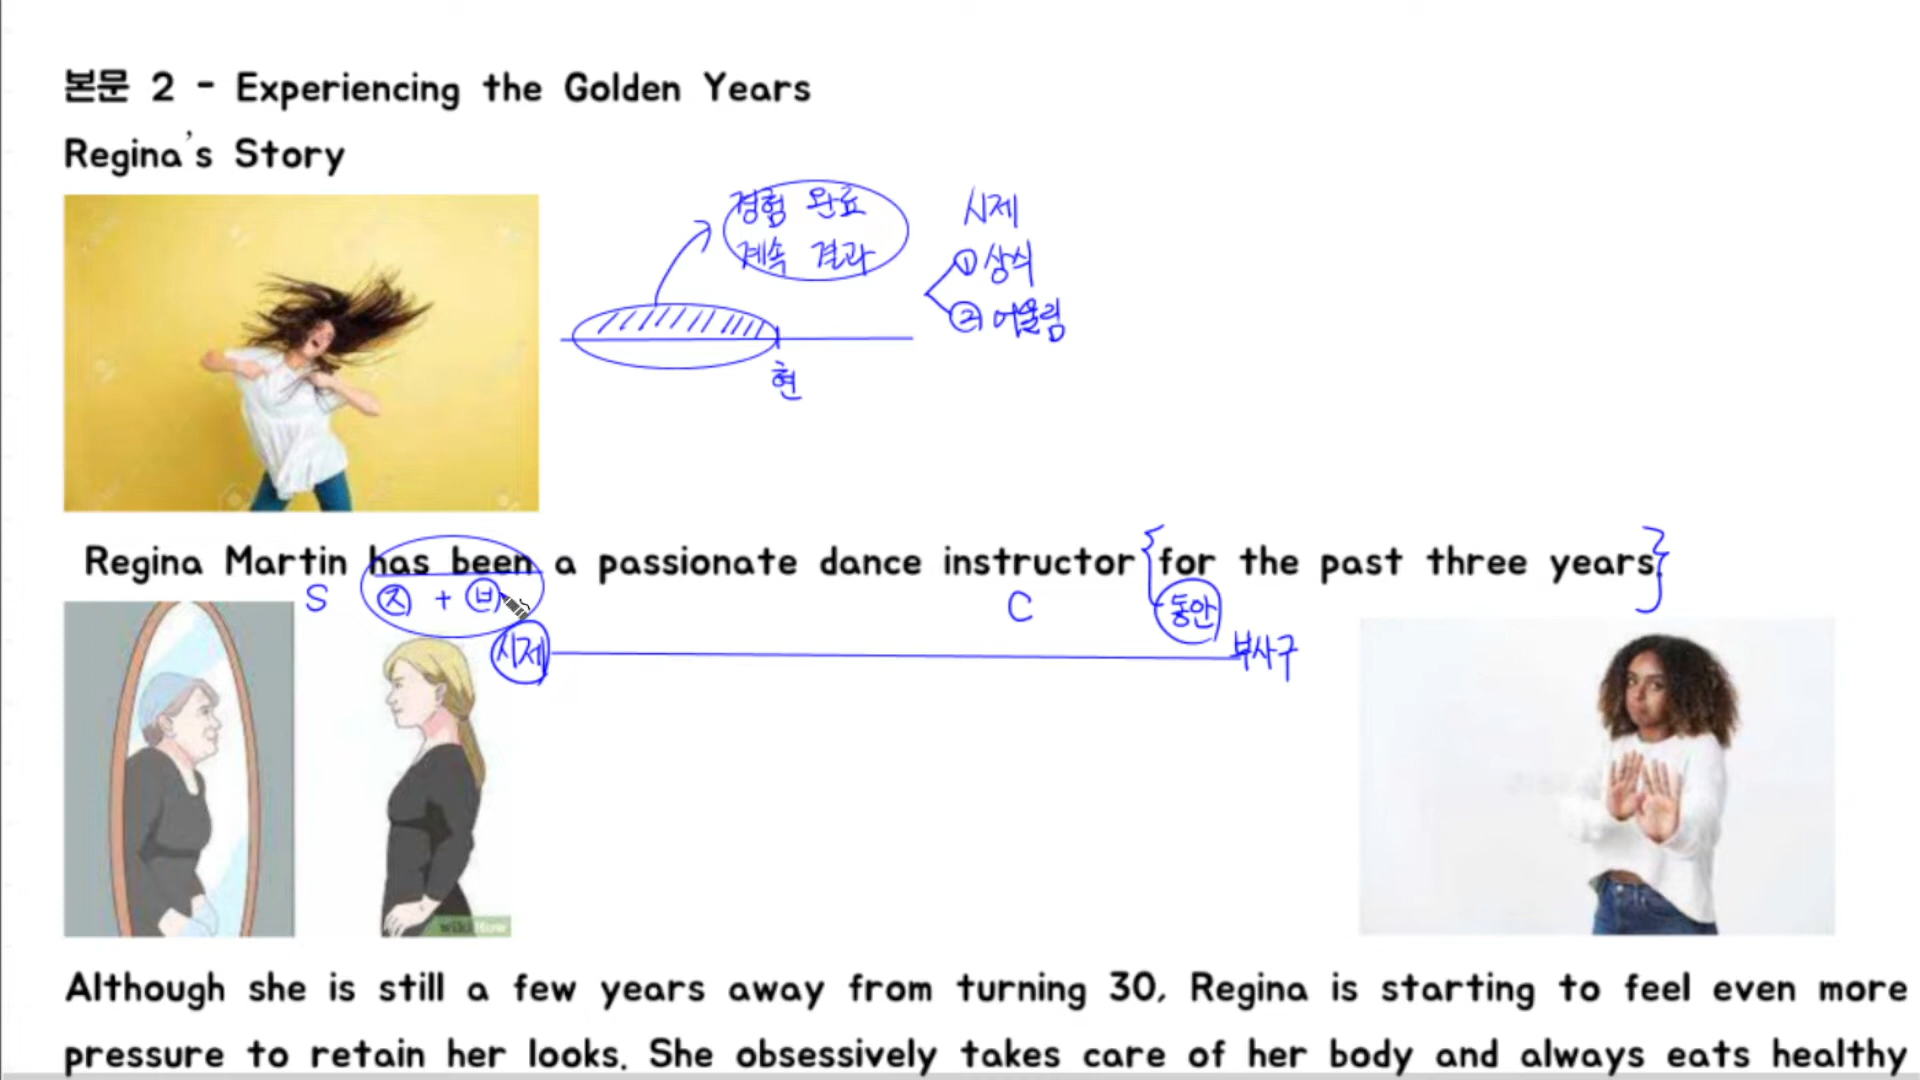 본문 2 - Experiencing the Golden Years
Regina's Story
경험 완료
계속 결과
시제
① 상식
② 어울림
현
Regina Martin has been a passionate dance instructor {for the past three years.}
S ㉨ + ㉥ C 동안
시제 부사구
wikiHow
Although she is still a few years away from turning 30, Regina is starting to feel even more
pressure to retain her looks. She obsessively takes care of her body and always eats healthy